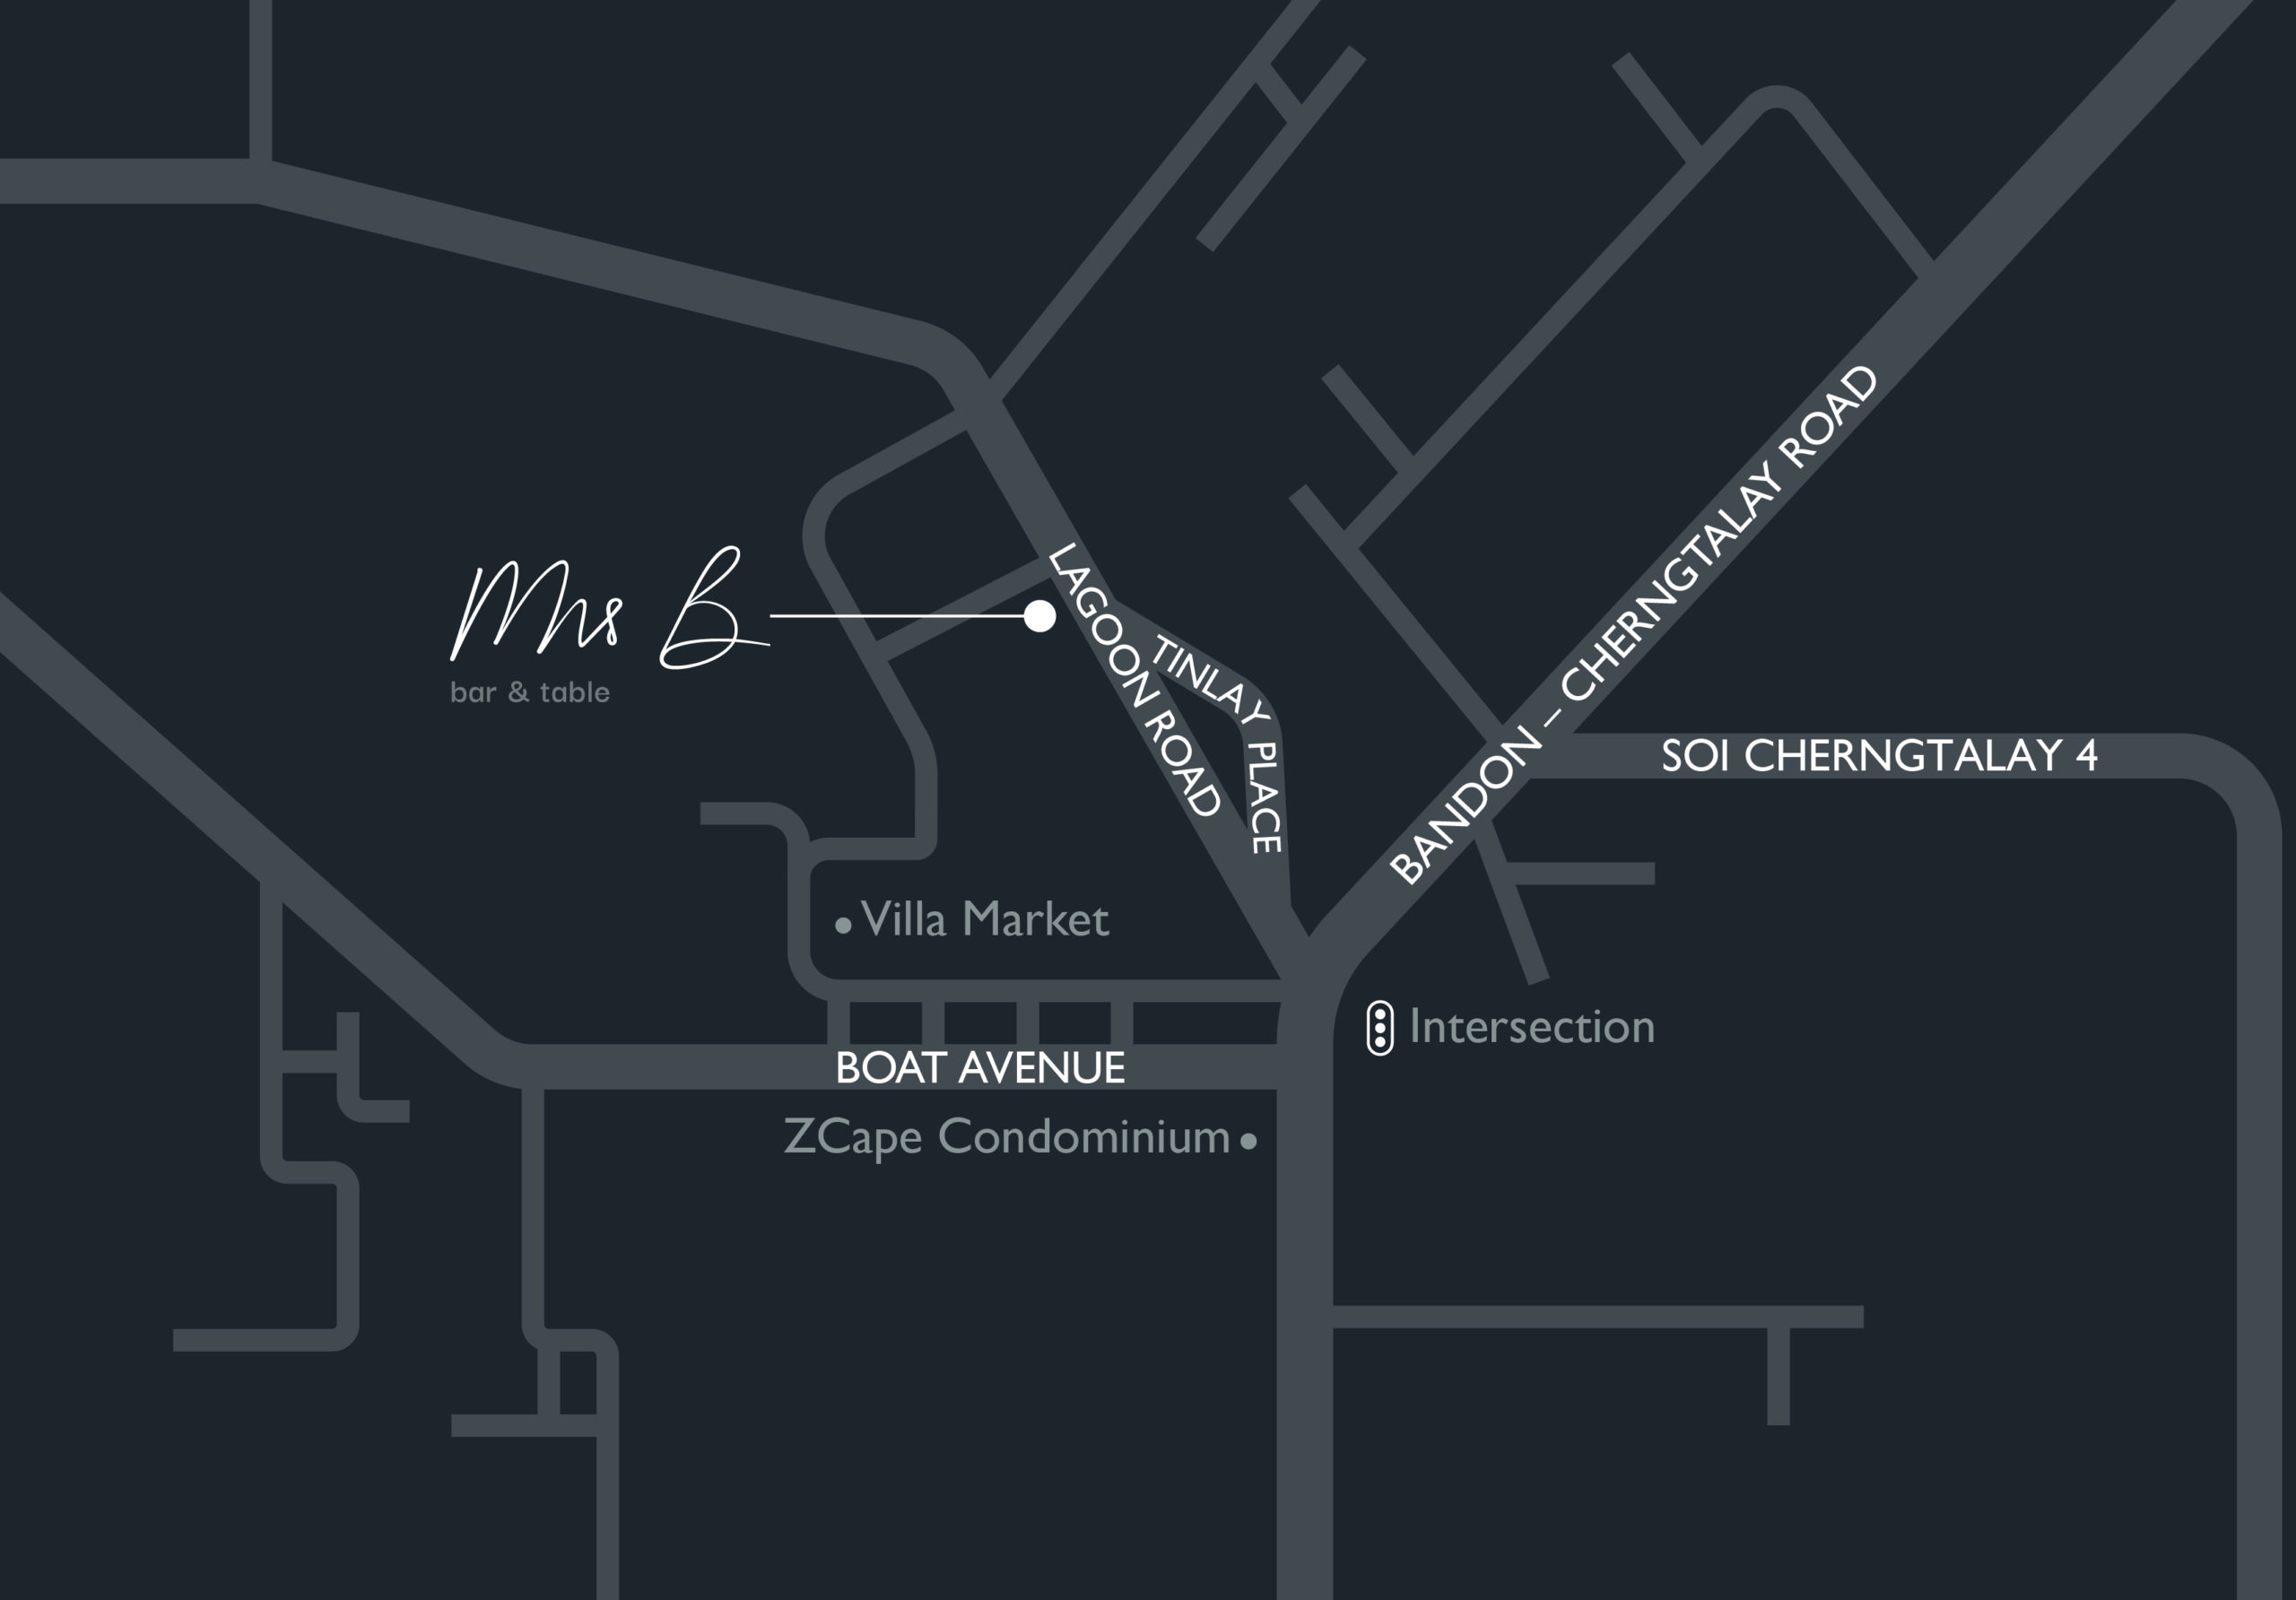 LAGOON ROAD
TINLAY PLACE
BANDON – CHERNGTALAY ROAD
Ms B
bar & table
SOI CHERNGTALAY 4
Villa Market
Intersection
BOAT AVENUE
ZCape Condominium